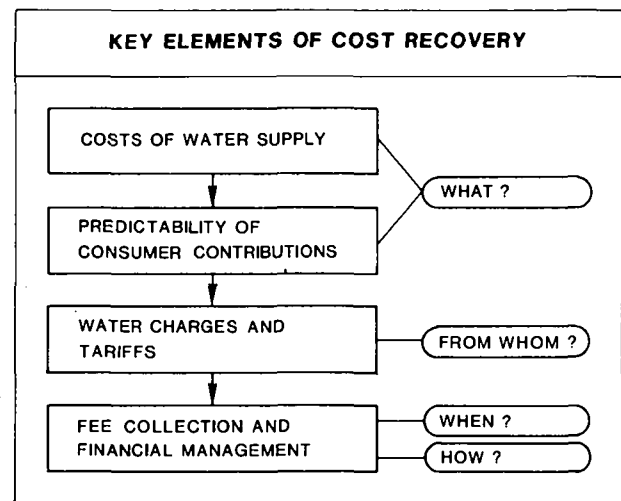 KEY ELEMENTS OF COST RECOVERY
COSTS OF WATER SUPPLY
WHAT ?
PREDICTABILITY OF
CONSUMER CONTRIBUTIONS
WATER CHARGES AND
TARIFFS
FROM WHOM ?
FEE COLLECTION AND
FINANCIAL MANAGEMENT
WHEN ?
HOW ?